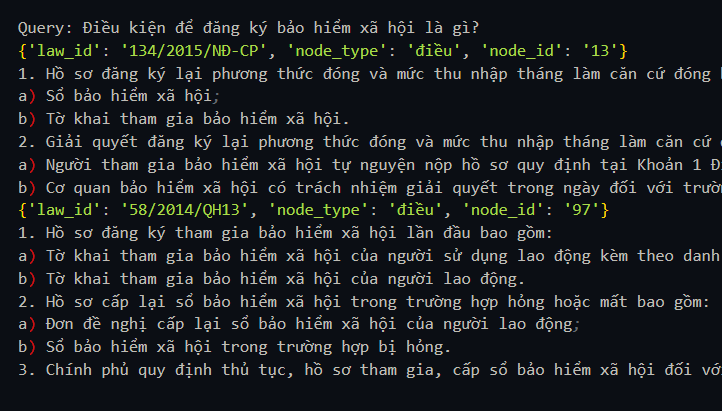 Query: Điều kiện để đăng ký bảo hiểm xã hội là gì?
{'law_id': '134/2015/NĐ-CP', 'node_type': 'điều', 'node_id': '13'}
1. Hồ sơ đăng ký lại phương thức đóng và mức thu nhập tháng làm căn cứ đóng
a) Sổ bảo hiểm xã hội;
b) Tờ khai tham gia bảo hiểm xã hội.
2. Giải quyết đăng ký lại phương thức đóng và mức thu nhập tháng làm căn cứ
a) Người tham gia bảo hiểm xã hội tự nguyện nộp hồ sơ quy định tại Khoản 1
b) Cơ quan bảo hiểm xã hội có trách nhiệm giải quyết trong ngày đối với
{'law_id': '58/2014/QH13', 'node_type': 'điều', 'node_id': '97'}
1. Hồ sơ đăng ký tham gia bảo hiểm xã hội lần đầu bao gồm:
a) Tờ khai tham gia bảo hiểm xã hội của người sử dụng lao động kèm theo danh
b) Tờ khai tham gia bảo hiểm xã hội của người lao động.
2. Hồ sơ cấp lại sổ bảo hiểm xã hội trong trường hợp hỏng hoặc mất bao gồm:
a) Đơn đề nghị cấp lại sổ bảo hiểm xã hội của người lao động;
b) Sổ bảo hiểm xã hội trong trường hợp bị hỏng.
3. Chính phủ quy định thủ tục, hồ sơ tham gia, cấp sổ bảo hiểm xã hội đối